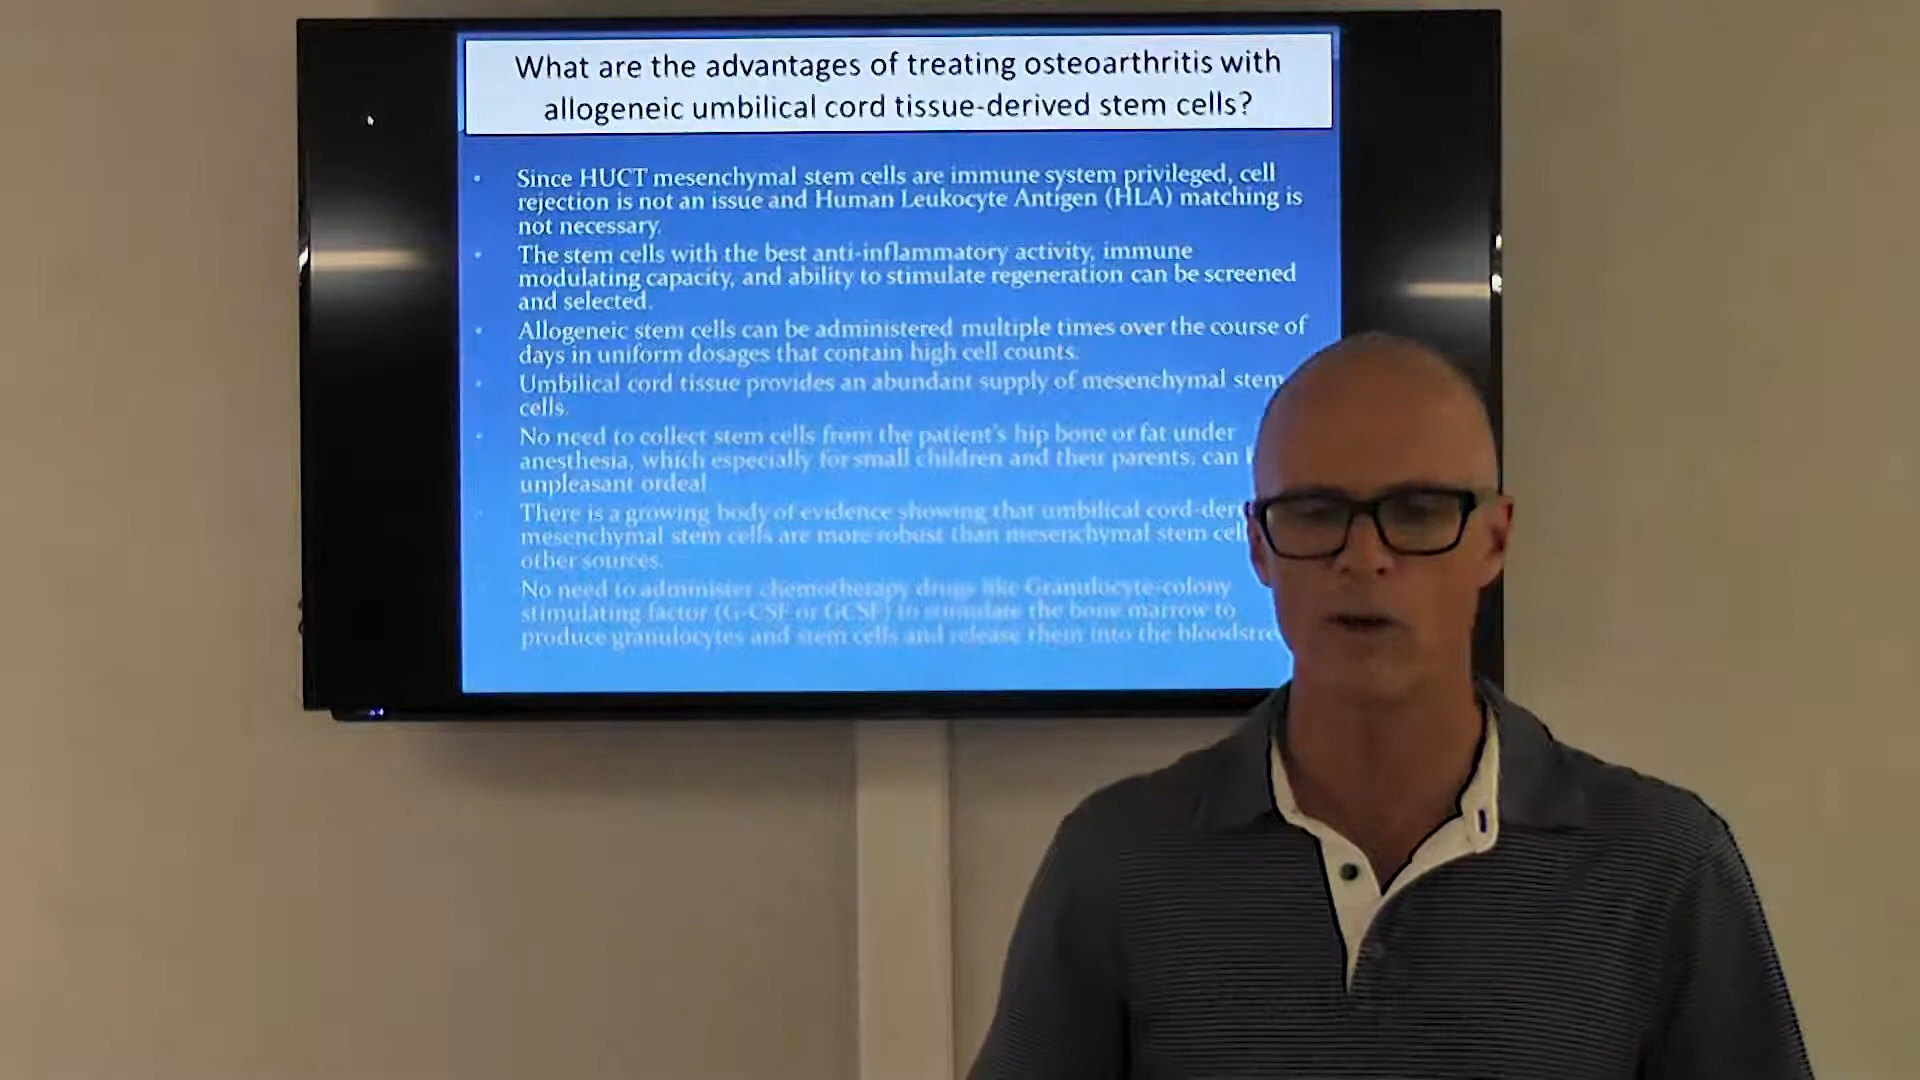 What are the advantages of treating osteoarthritis with
allogeneic umbilical cord tissue-derived stem cells?
• Since HUCT mesenchymal stem cells are immune system privileged, cell
rejection is not an issue and Human Leukocyte Antigen (HLA) matching is
not necessary.
• The stem cells with the best anti-inflammatory activity, immune
modulating capacity, and ability to stimulate regeneration can be screened
and selected.
• Allogeneic stem cells can be administered multiple times over the course of
days in uniform dosages that contain high cell counts.
• Umbilical cord tissue provides an abundant supply of mesenchymal stem
cells.
• No need to collect stem cells from the patient's hip bone or fat under
anesthesia, which especially for small children and their parents, can
unpleasant ordeal
• There is a growing body of evidence showing that umbilical cord-der
mesenchymal stem cells are more robust than mesenchymal stem cel
other sources.
No need to administer chemotherapy drugs like Granulocyte-colony
stimulating factor (G-CSF or GCSF) to stimulate the bone marrow to
produce granulocytes and stem cells and release them into the bloodstre